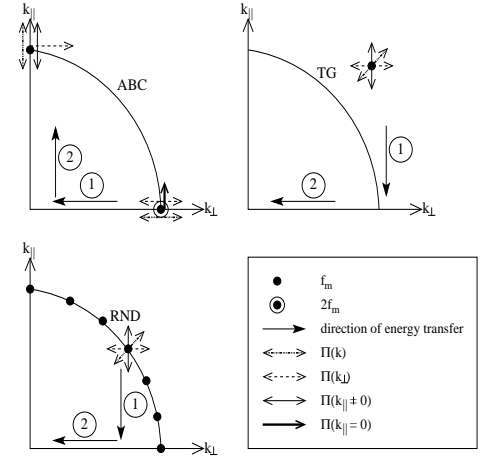 k∥
ABC
2
1
k⊥
k∥
TG
1
2
k⊥
k∥
RND
1
2
k⊥
fm
2fm
direction of energy transfer
Π(k)
Π(k⊥)
Π(k∥≠0)
Π(k∥=0)